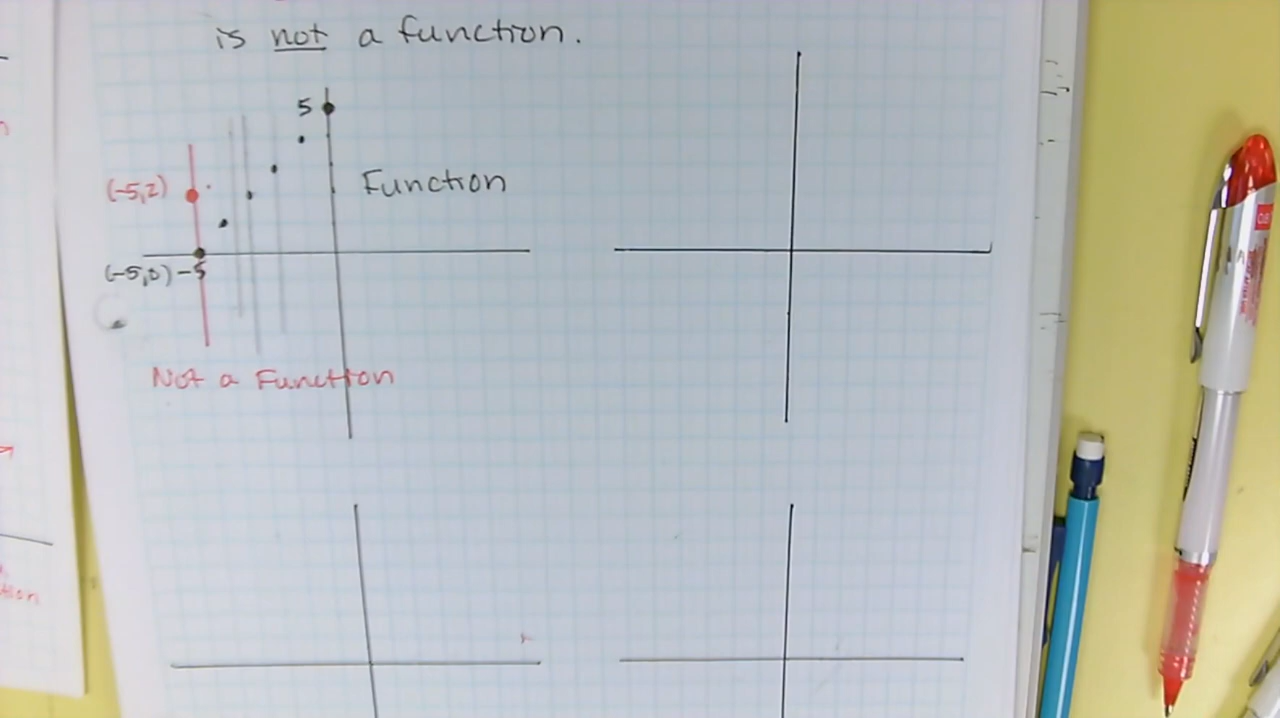 is not a function.
5
(-5,2)
Function
(-5,0) -5
Not a Function